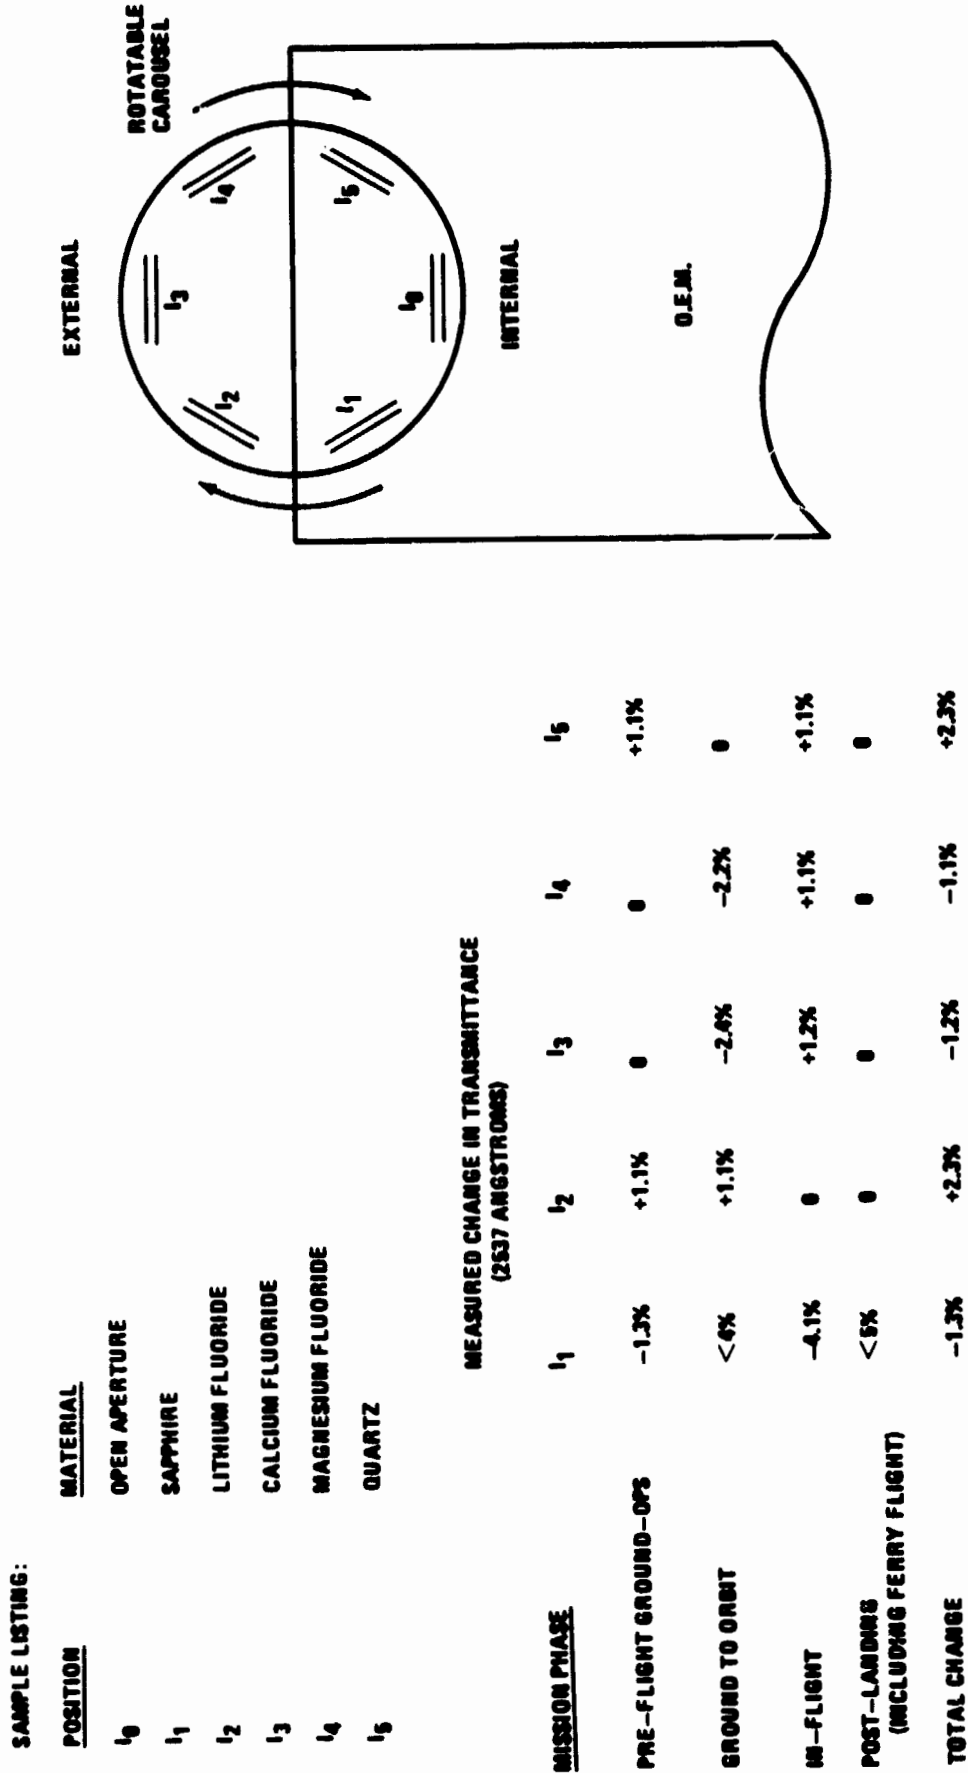 SAMPLE LISTING:
POSITION MATERIAL
I0 OPEN APERTURE
I1 SAPPHIRE
I2 LITHIUM FLUORIDE
I3 CALCIUM FLUORIDE
I4 MAGNESIUM FLUORIDE
I5 QUARTZ
EXTERNAL
ROTATABLE
CAROUSEL
I2 I3 I4
I1 I0 I5
INTERNAL
O.E.M.
MEASURED CHANGE IN TRANSMITTANCE
(2537 ANGSTROMS)
MISSION PHASE I1 I2 I3 I4 I5
PRE-FLIGHT GROUND-OPS -1.3% +1.1% 0 0 +1.1%
GROUND TO ORBIT <4% +1.1% -2.4% -2.2% 0
IN-FLIGHT -4.1% 0 +1.2% +1.1% +1.1%
POST-LANDING <5% 0 0 0 0
(INCLUDING FERRY FLIGHT)
TOTAL CHANGE -1.3% +2.3% -1.2% -1.1% +2.3%